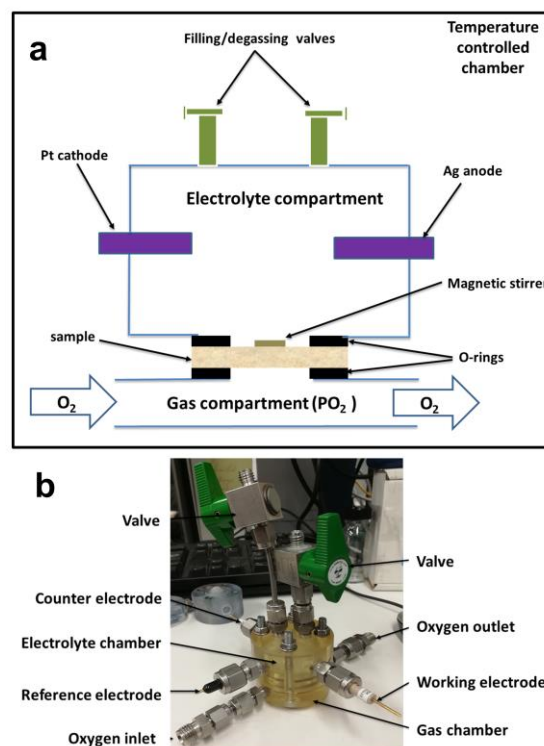 a
Filling/degassing valves
Temperature
controlled
chamber
Pt cathode
Electrolyte compartment
Ag anode
Magnetic stirrer
sample
O-rings
O₂
Gas compartment (PO₂ )
O₂
b
Valve
Valve
Counter electrode
Oxygen outlet
Electrolyte chamber
Reference electrode
Working electrode
Oxygen inlet
Gas chamber